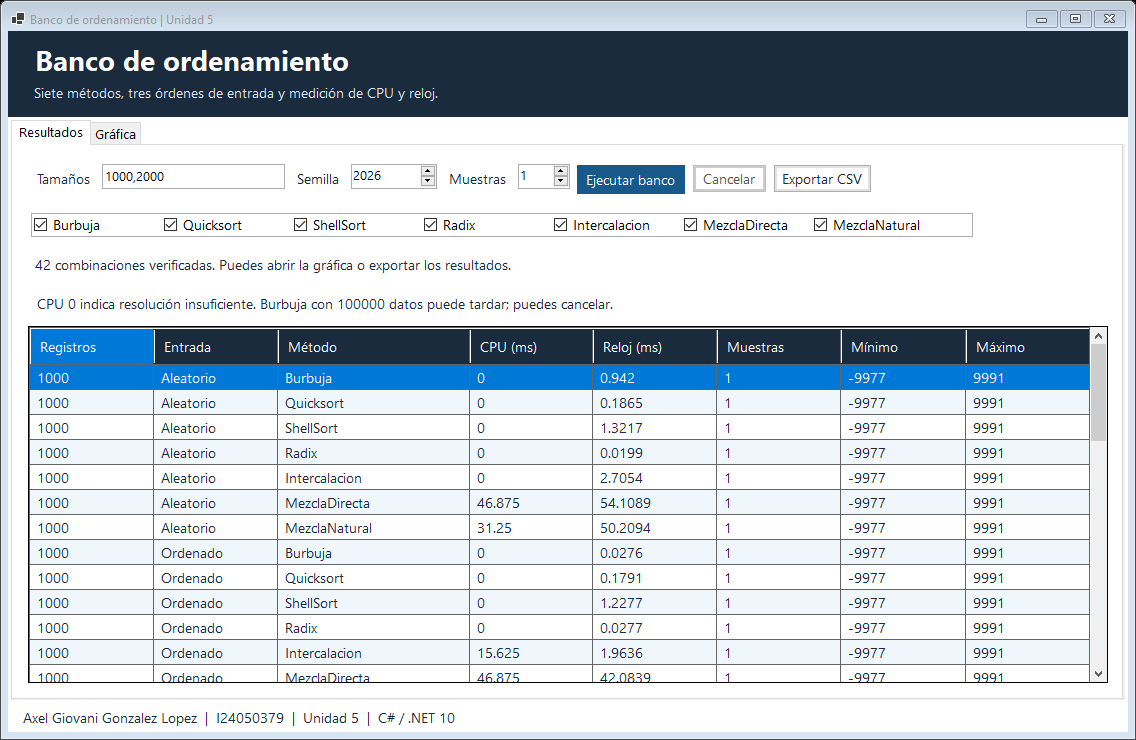 Banco de ordenamiento | Unidad 5
Banco de ordenamiento
Siete métodos, tres órdenes de entrada y medición de CPU y reloj.
Resultados Gráfica
Tamaños 1000,2000 Semilla 2026 Muestras 1 Ejecutar banco Cancelar Exportar CSV
Burbuja Quicksort ShellSort Radix Intercalacion MezclaDirecta MezclaNatural
42 combinaciones verificadas. Puedes abrir la gráfica o exportar los resultados.
CPU 0 indica resolución insuficiente. Burbuja con 100000 datos puede tardar; puedes cancelar.
Registros Entrada Método CPU (ms) Reloj (ms) Muestras Mínimo Máximo
1000 Aleatorio Burbuja 0 0.942 1 -9977 9991
1000 Aleatorio Quicksort 0 0.1865 1 -9977 9991
1000 Aleatorio ShellSort 0 1.3217 1 -9977 9991
1000 Aleatorio Radix 0 0.0199 1 -9977 9991
1000 Aleatorio Intercalacion 0 2.7054 1 -9977 9991
1000 Aleatorio MezclaDirecta 46.875 54.1089 1 -9977 9991
1000 Aleatorio MezclaNatural 31.25 50.2094 1 -9977 9991
1000 Ordenado Burbuja 0 0.0276 1 -9977 9991
1000 Ordenado Quicksort 0 0.1791 1 -9977 9991
1000 Ordenado ShellSort 0 1.2277 1 -9977 9991
1000 Ordenado Radix 0 0.0277 1 -9977 9991
1000 Ordenado Intercalacion 15.625 1.9636 1 -9977 9991
1000 Ordenado MezclaDirecta 46.875 42.0839 1 -9977 9991
Axel Giovani Gonzalez Lopez | I24050379 | Unidad 5 | C# / .NET 10